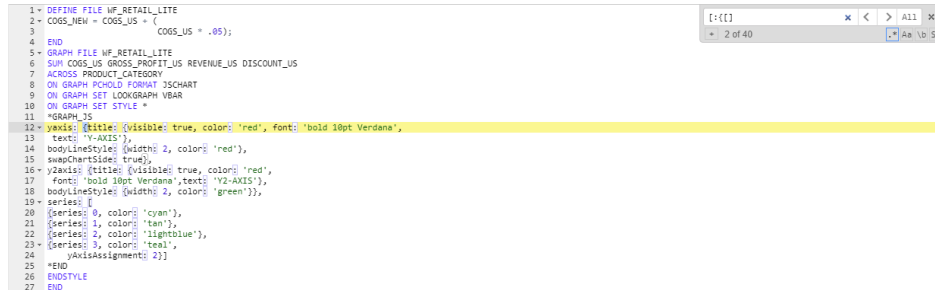 1 DEFINE FILE WF_RETAIL_LITE
2 COGS_NEW = COGS_US + (
3 COGS_US * .05);
4 END
5 GRAPH FILE WF_RETAIL_LITE
6 SUM COGS_US GROSS_PROFIT_US REVENUE_US DISCOUNT_US
7 ACROSS PRODUCT_CATEGORY
8 ON GRAPH PCHOLD FORMAT JSCHART
9 ON GRAPH SET LOOKGRAPH VBAR
10 ON GRAPH SET STYLE *
11 *GRAPH_JS
12 yaxis: {title: {visible: true, color: 'red', font: 'bold 10pt Verdana',
13 text: 'Y-AXIS'},
14 bodyLineStyle: {width: 2, color: 'red'},
15 swapChartSide: true},
16 y2axis: {title: {visible: true, color: 'red',
17 font: 'bold 10pt Verdana',text: 'Y2-AXIS'},
18 bodyLineStyle: {width: 2, color: 'green'}},
19 series: [
20 {series: 0, color: 'cyan'},
21 {series: 1, color: 'tan'},
22 {series: 2, color: 'lightblue'},
23 {series: 3, color: 'teal',
24 yAxisAssignment: 2}]
25 *END
26 ENDSTYLE
27 END
[:{[] × < > All ×
+ 2 of 40 .* Aa \b S